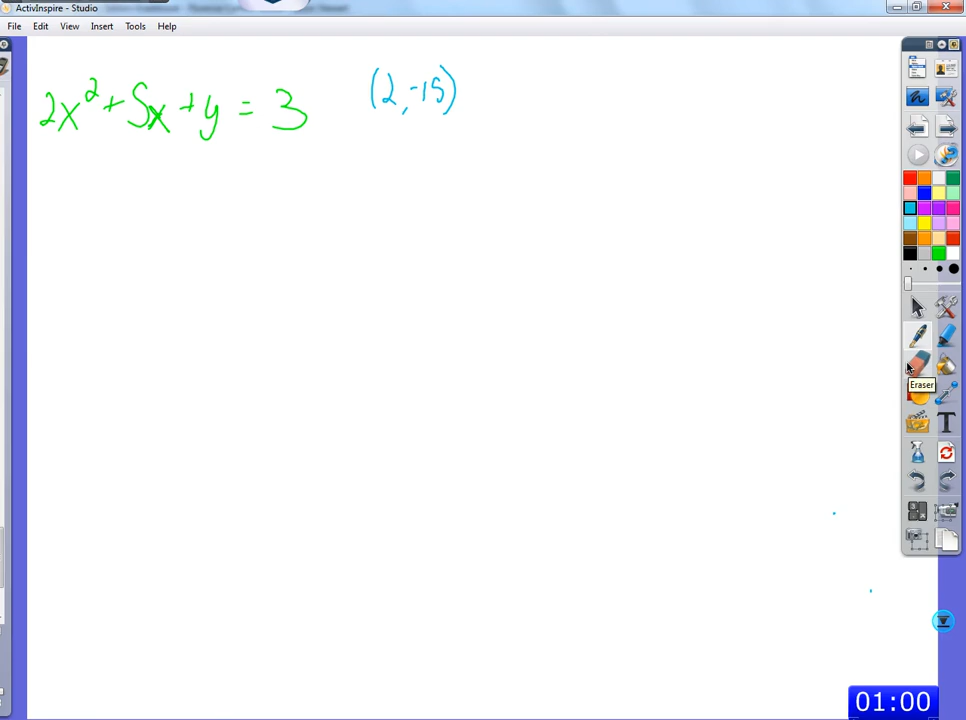 ActivInspire - Studio
File Edit View Insert Tools Help
2x² + 5x + y = 3 (2, -15)
Eraser
T
01:00